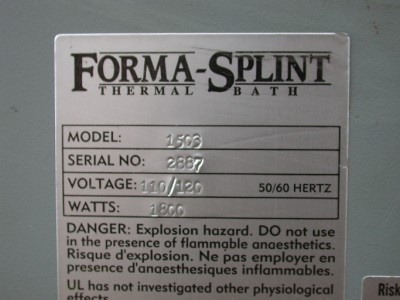 FORMA-SPLINT
THERMAL BATH
MODEL: 1503
SERIAL NO: 2887
VOLTAGE: 110/120 50/60 HERTZ
WATTS: 1800
DANGER: Explosion hazard. DO not use
in the presence of flammable anaesthetics.
Risque d'explosion. Ne pas employer en
presence d'anaesthesiques inflammables.
UL has not investigated other physiological
effects.
Risk